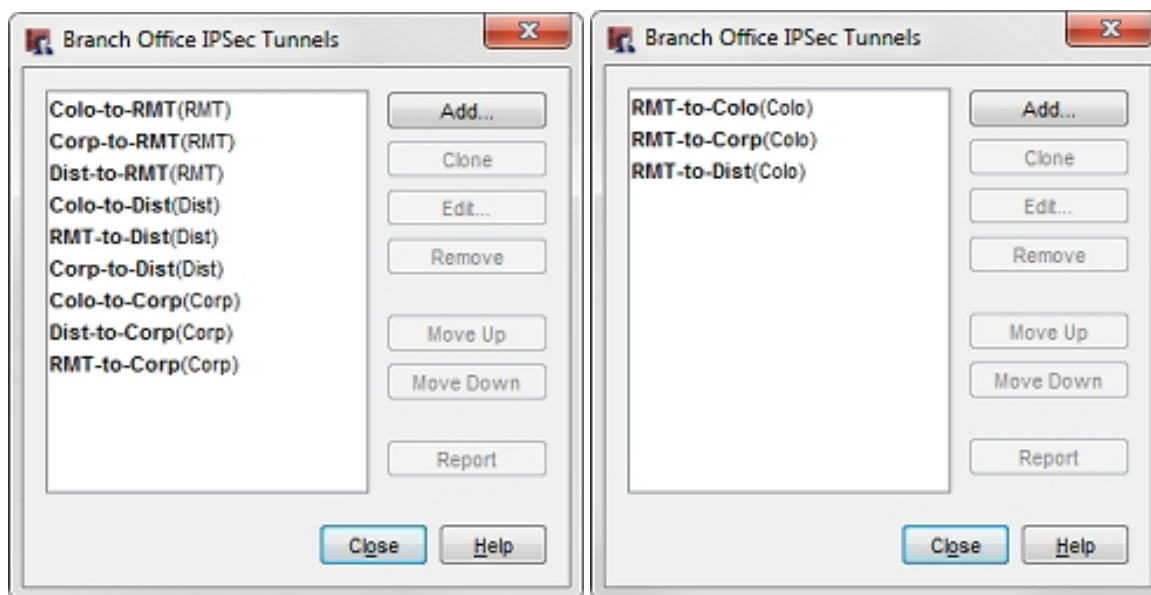 Branch Office IPSec Tunnels
Colo-to-RMT(RMT)
Corp-to-RMT(RMT)
Dist-to-RMT(RMT)
Colo-to-Dist(Dist)
RMT-to-Dist(Dist)
Corp-to-Dist(Dist)
Colo-to-Corp(Corp)
Dist-to-Corp(Corp)
RMT-to-Corp(Corp)
Add...
Clone
Edit...
Remove
Move Up
Move Down
Report
Close
Help
Branch Office IPSec Tunnels
RMT-to-Colo(Colo)
RMT-to-Corp(Colo)
RMT-to-Dist(Colo)
Add...
Clone
Edit...
Remove
Move Up
Move Down
Report
Close
Help